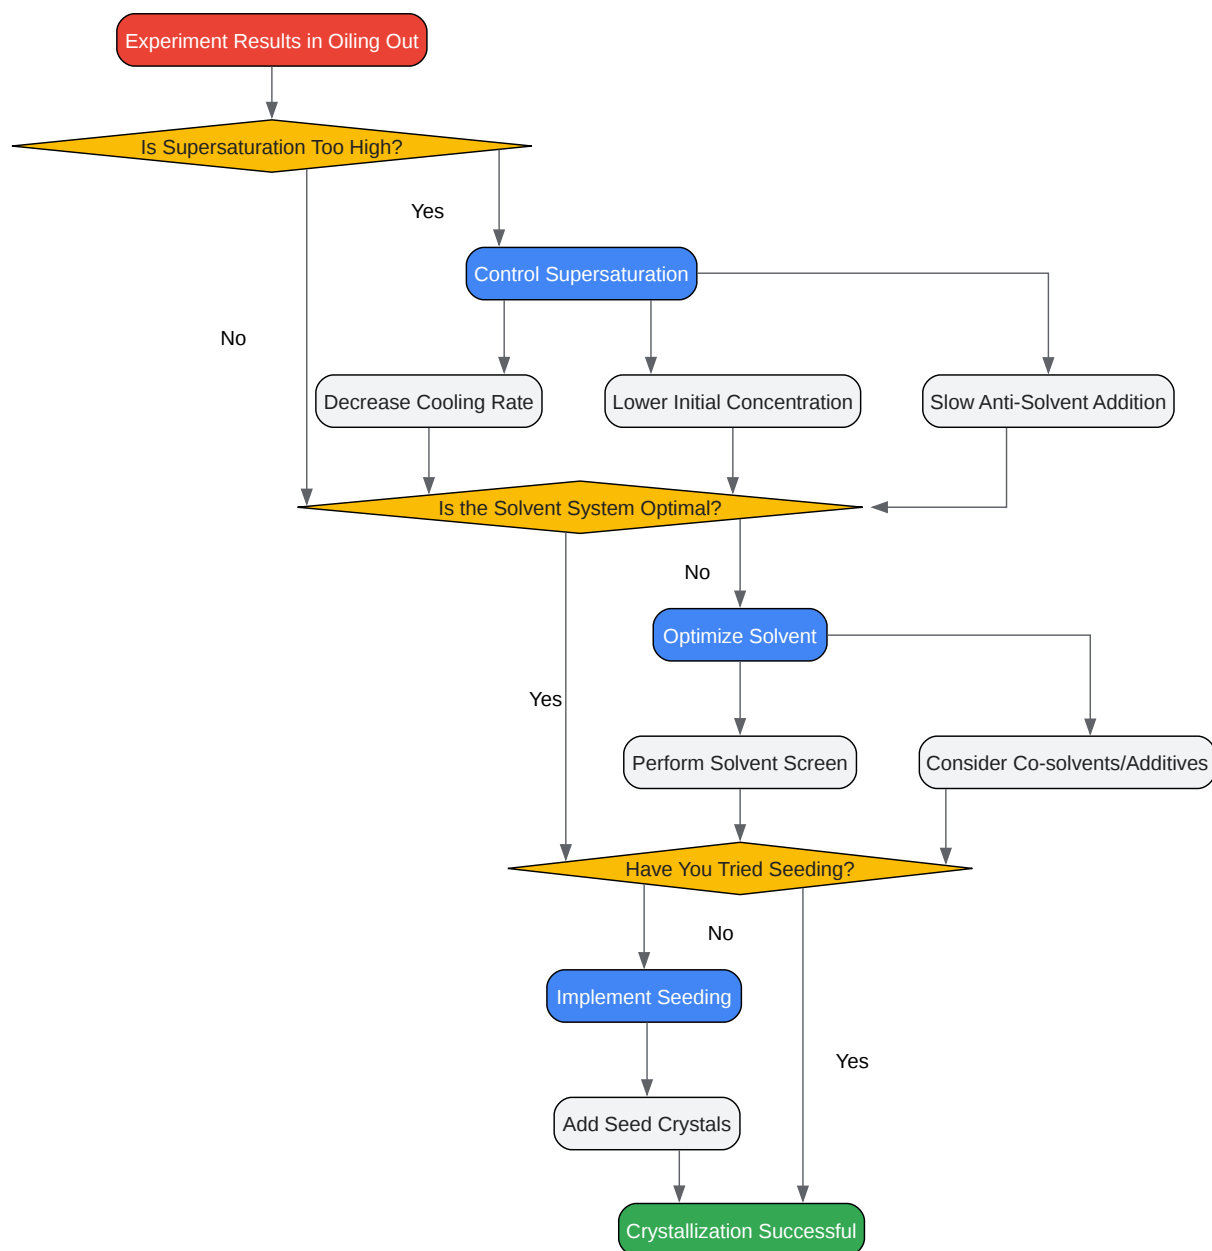 Experiment Results in Oiling Out
Is Supersaturation Too High?
Yes
Control Supersaturation
No
Decrease Cooling Rate
Lower Initial Concentration
Slow Anti-Solvent Addition
Is the Solvent System Optimal?
No
Optimize Solvent
Yes
Perform Solvent Screen
Consider Co-solvents/Additives
Have You Tried Seeding?
No
Implement Seeding
Yes
Add Seed Crystals
Crystallization Successful